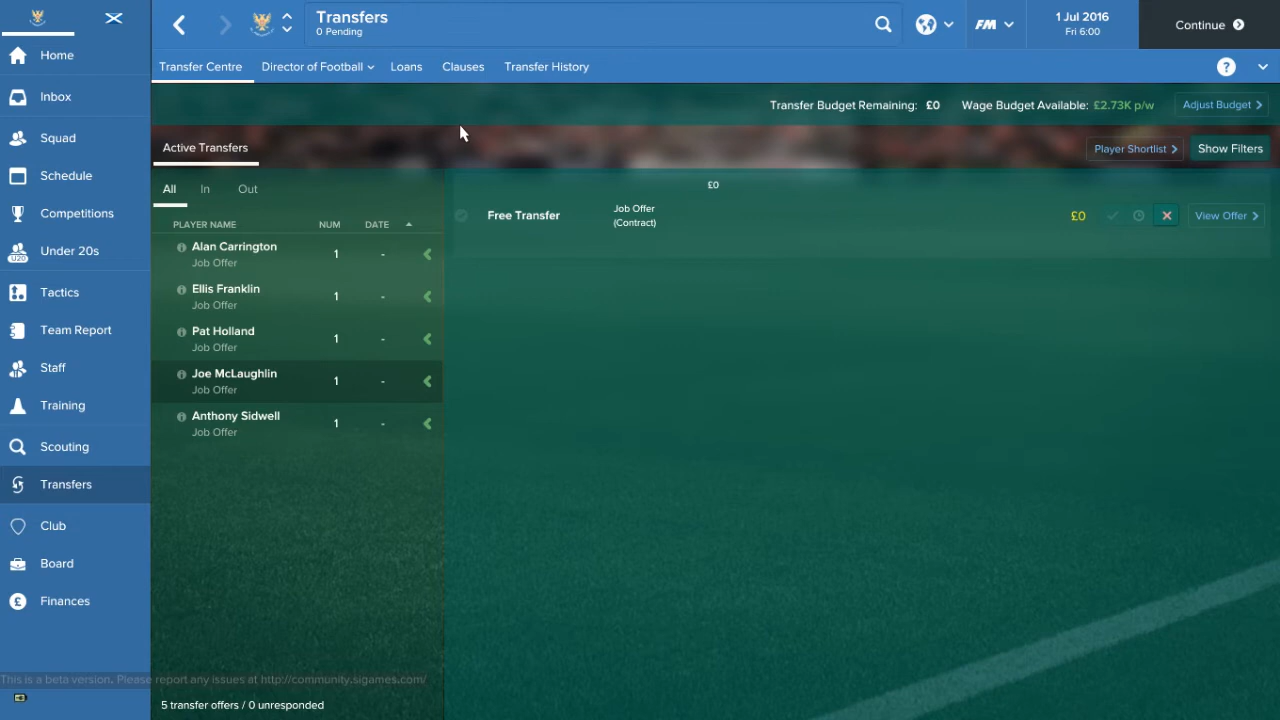 Transfers
0 Pending
FM
1 Jul 2016
Fri 6:00
Continue
Home
Inbox
Squad
Schedule
Competitions
U20
Under 20s
Tactics
Team Report
Staff
Training
Scouting
Transfers
Club
Board
£
Finances
Transfer Centre
Director of Football
Loans
Clauses
Transfer History
?
Transfer Budget Remaining: £0
Wage Budget Available: £2.73K p/w
Adjust Budget
Active Transfers
Player Shortlist
Show Filters
All
In
Out
PLAYER NAME
NUM
DATE
Alan Carrington
Job Offer
1
-
Ellis Franklin
Job Offer
1
-
Pat Holland
Job Offer
1
-
Joe McLaughlin
Job Offer
1
-
Anthony Sidwell
Job Offer
1
-
£0
Free Transfer
Job Offer
(Contract)
£0
View Offer
This is a beta version. Please report any issues at http://community.sigames.com/
5 transfer offers / 0 unresponded